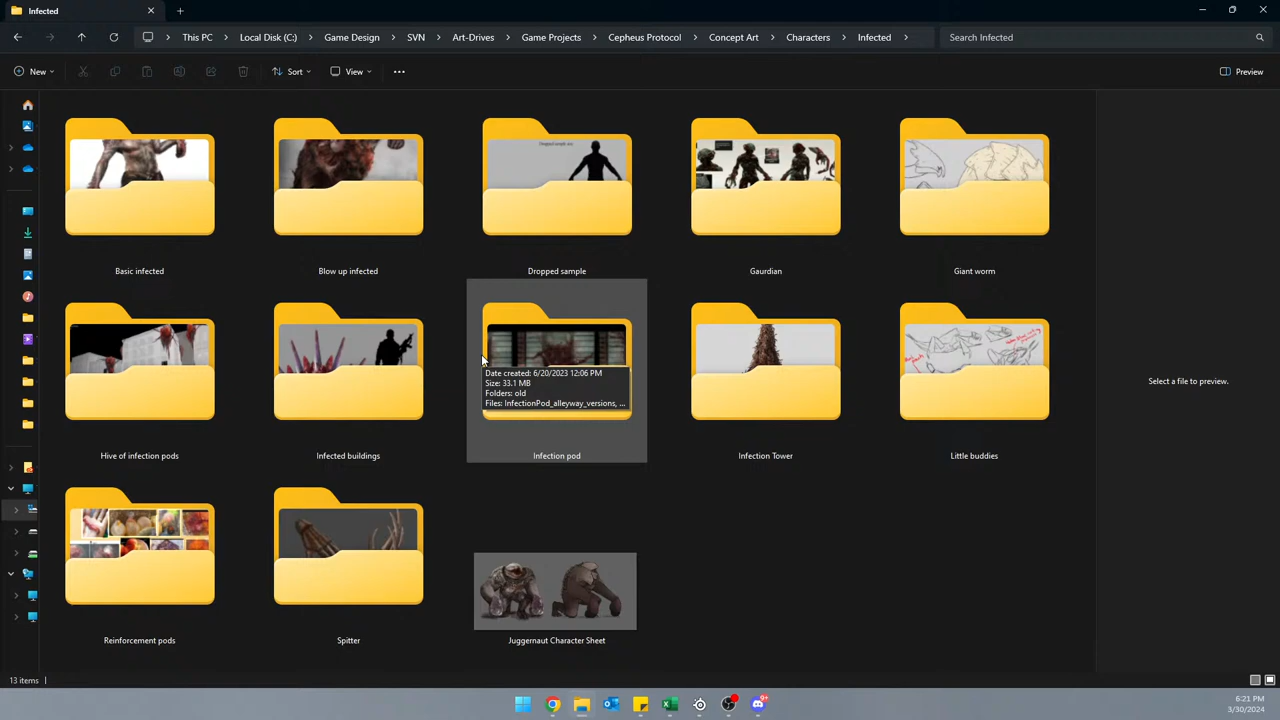 Infected
This PC > Local Disk (C:) > Game Design > SVN > Art-Drives > Game Projects > Cepheus Protocol > Concept Art > Characters > Infected >
Search Infected
New
Sort
View
Preview
Dropped sample
Basic infected
Blow up infected
Dropped sample
Gaurdian
Giant worm
Date created: 6/20/2023 12:06 PM
Size: 33.1 MB
Folders: old
Files: InfectionPod_alleyway_versions, ...
Select a file to preview.
Hive of infection pods
Infected buildings
Infection pod
Infection Tower
Little buddies
Reinforcement pods
Spitter
Juggernaut Character Sheet
13 items
6:21 PM
3/30/2024